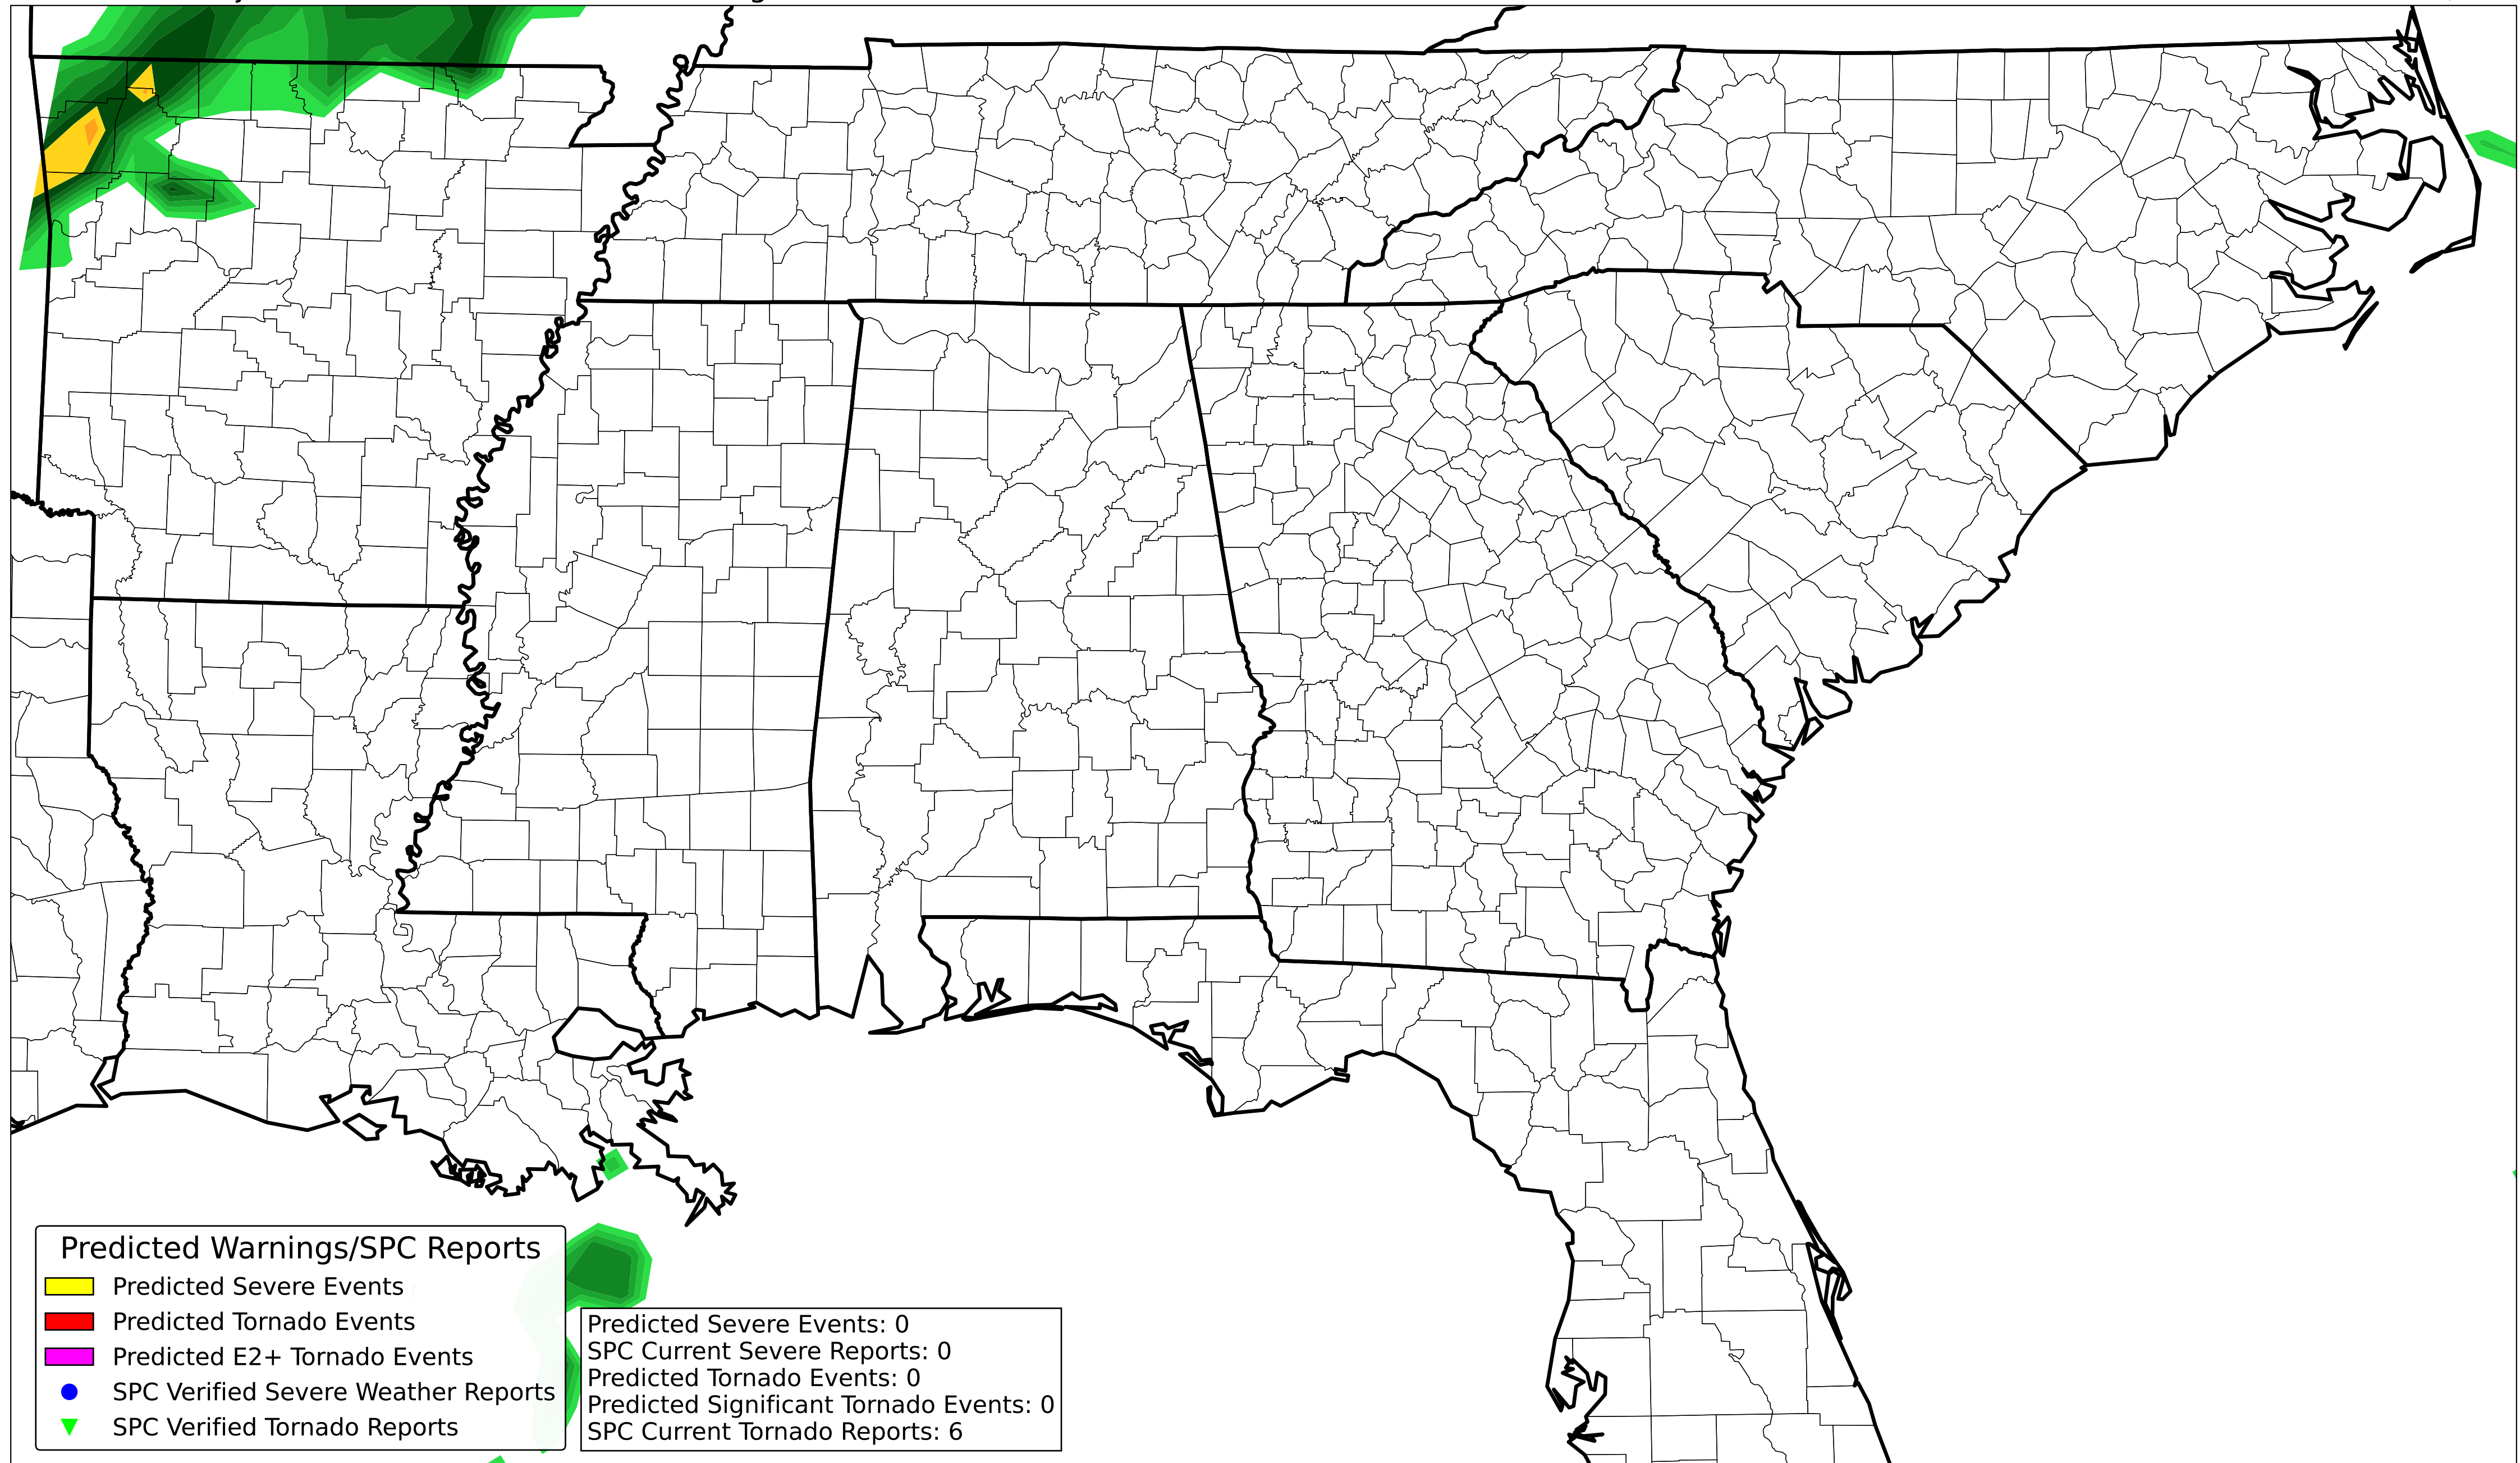 Predicted Warnings/SPC Reports
Predicted Severe Events
Predicted Tornado Events
Predicted E2+ Tornado Events
SPC Verified Severe Weather Reports
SPC Verified Tornado Reports
Predicted Severe Events: 0
SPC Current Severe Reports: 0
Predicted Tornado Events: 0
Predicted Significant Tornado Events: 0
SPC Current Tornado Reports: 6